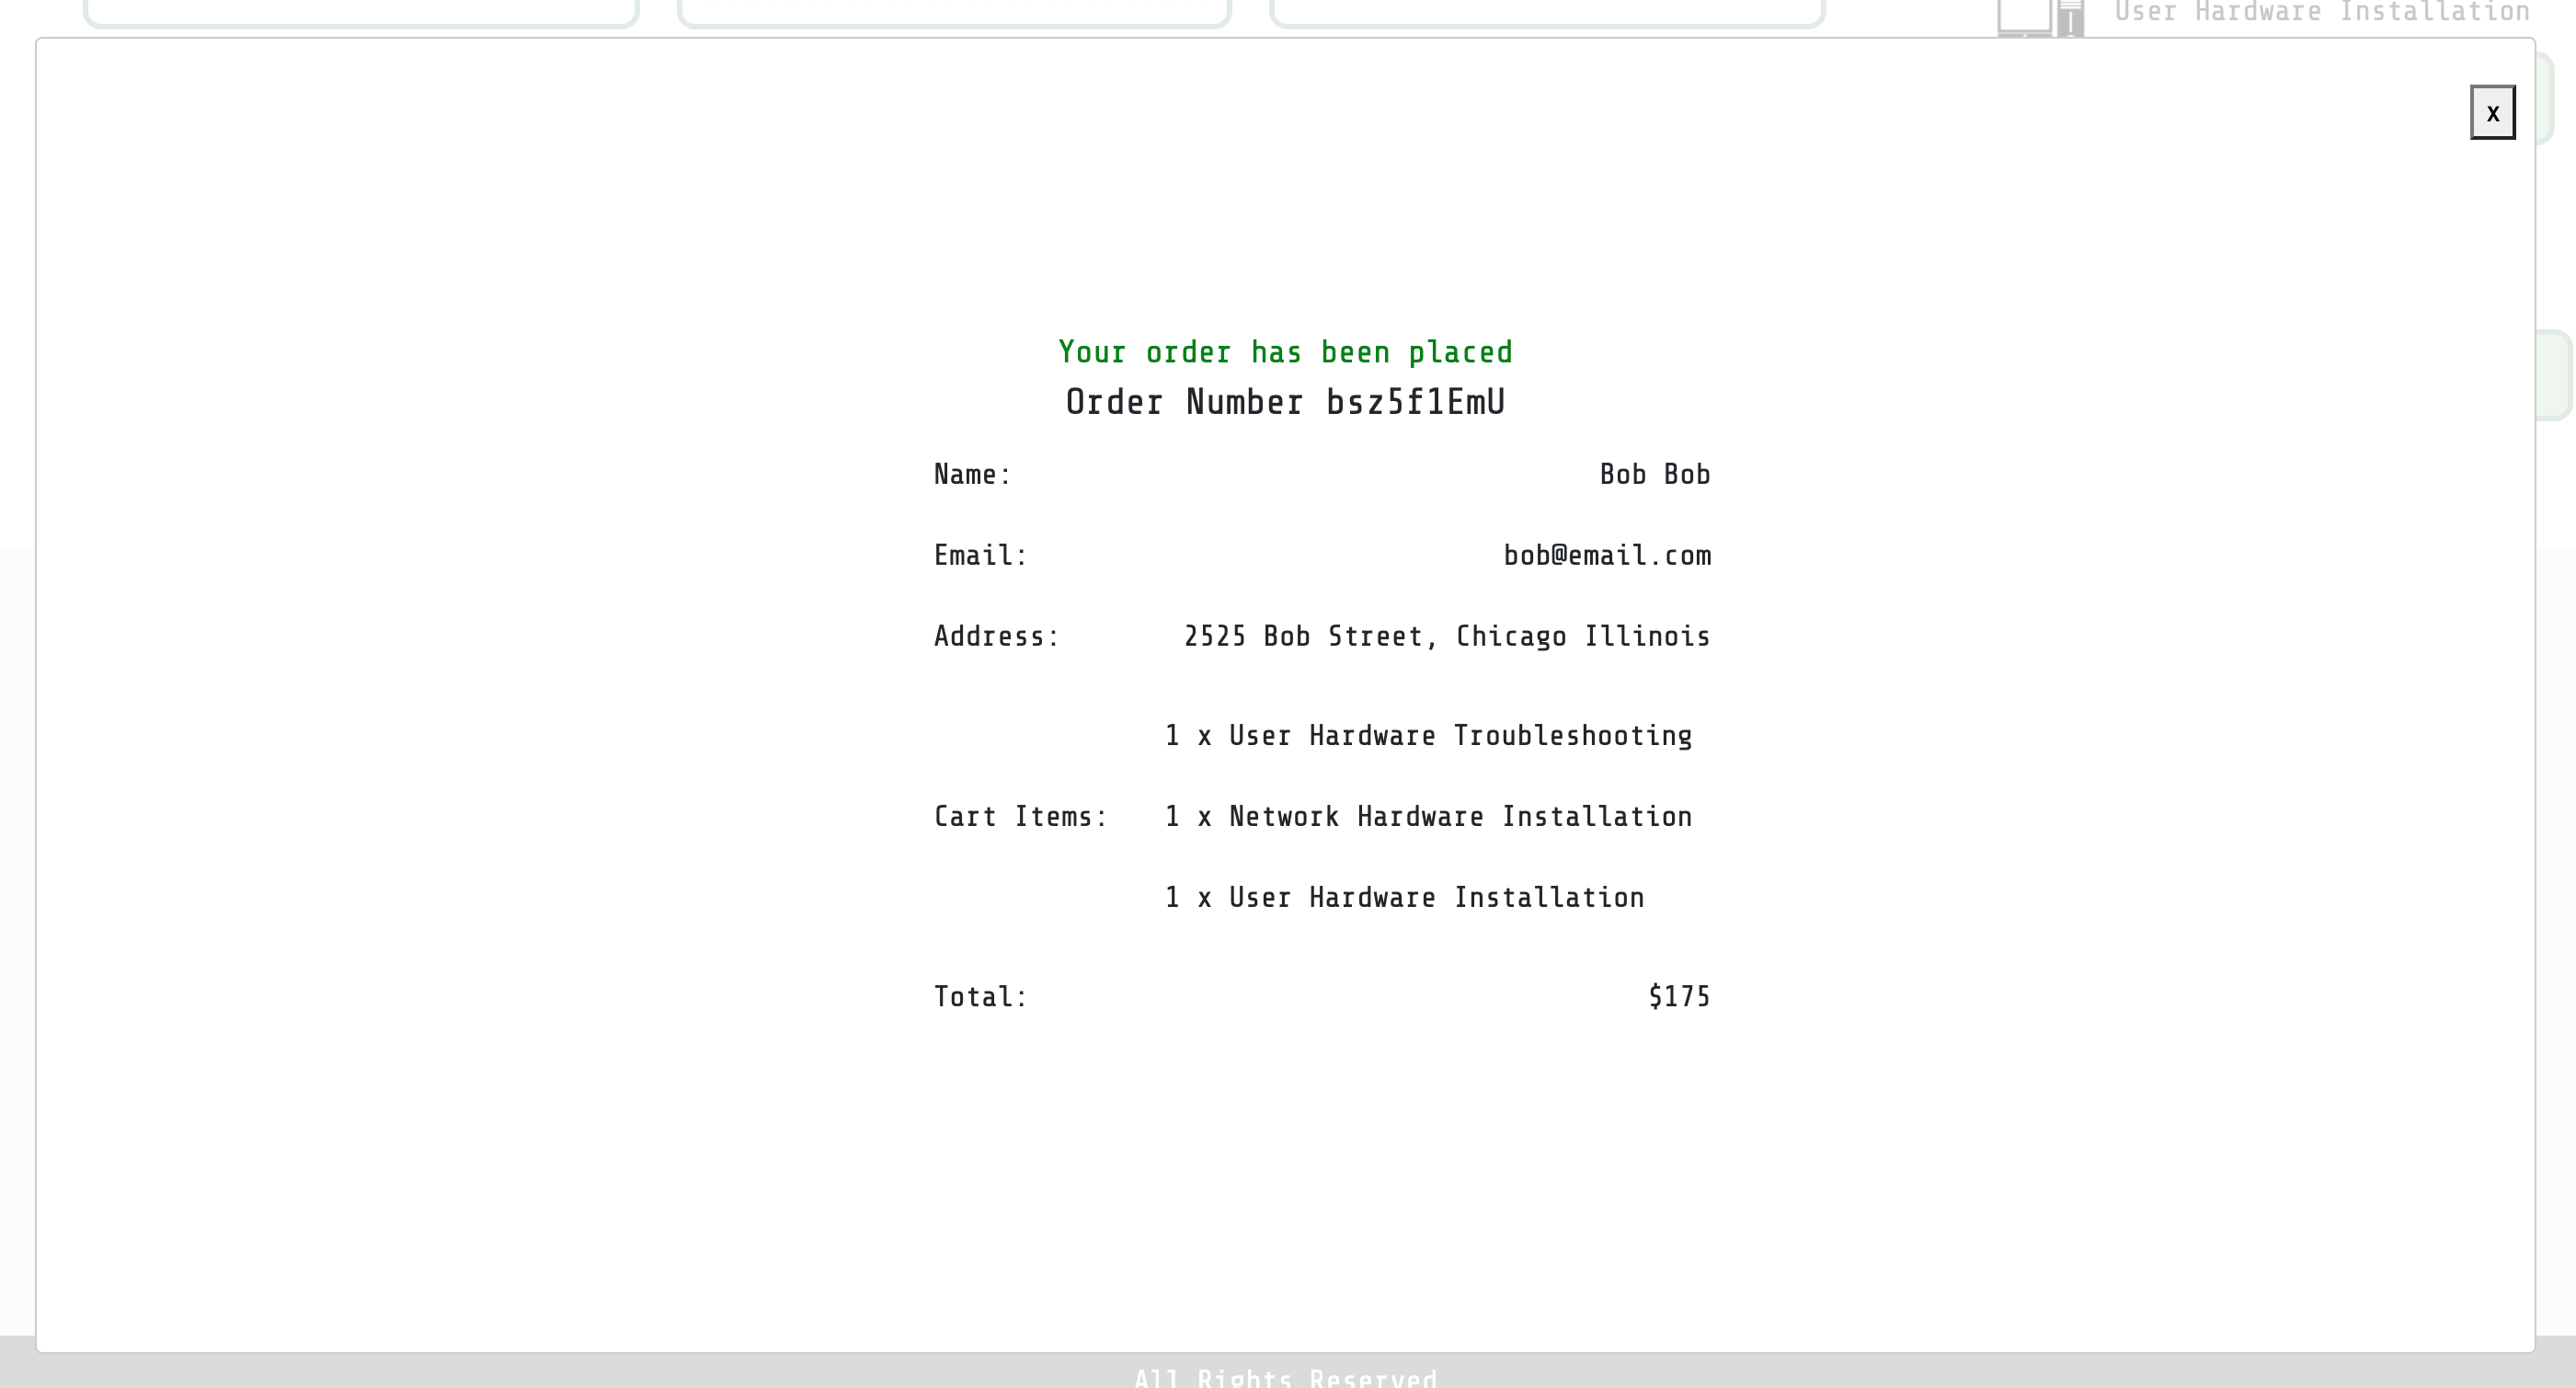 User Hardware Installation
x
Your order has been placed
Order Number bsz5f1EmU
Name: Bob Bob
Email: bob@email.com
Address: 2525 Bob Street, Chicago Illinois
1 x User Hardware Troubleshooting
Cart Items: 1 x Network Hardware Installation
1 x User Hardware Installation
Total: $175
All Rights Reserved